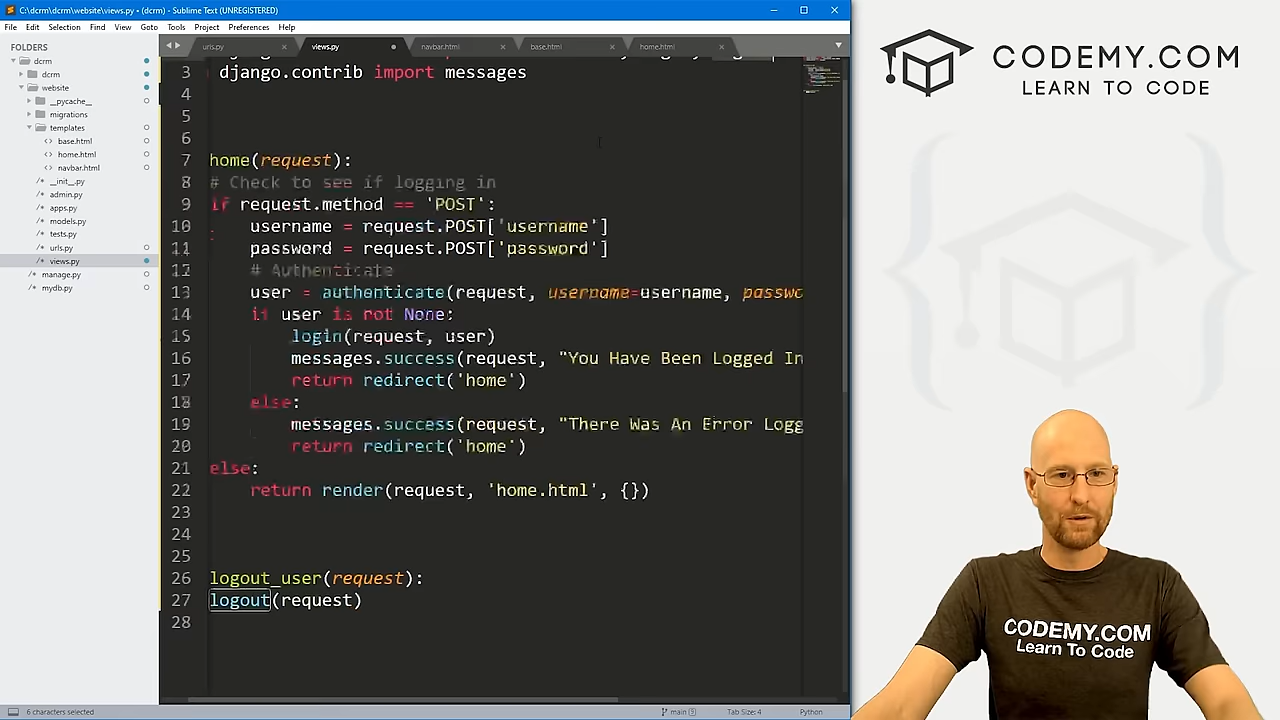 C:\dcrm\dcrm\website\views.py • (dcrm) - Sublime Text (UNREGISTERED)
File Edit Selection Find View Goto Tools Project Preferences Help
FOLDERS
dcrm
dcrm
website
__pycache__
migrations
templates
base.html
home.html
navbar.html
__init__.py
admin.py
apps.py
models.py
tests.py
urls.py
views.py
manage.py
mydb.py
urls.py views.py navbar.html base.html home.html
3 django.contrib import messages
4
5
6
7 home(request):
8 # Check to see if logging in
9 if request.method == 'POST':
10 username = request.POST['username']
11 password = request.POST['password']
12 # Authenticate
13 user = authenticate(request, username=username, passwo
14 if user is not None:
15 login(request, user)
16 messages.success(request, "You Have Been Logged In
17 return redirect('home')
18 else:
19 messages.success(request, "There Was An Error Logg
20 return redirect('home')
21 else:
22 return render(request, 'home.html', {})
23
24
25
26 logout_user(request):
27 logout(request)
28
6 characters selected
main 5 Tab Size: 4 Python
CODEMY.COM
LEARN TO CODE
CODEMY.COM
Learn To Code